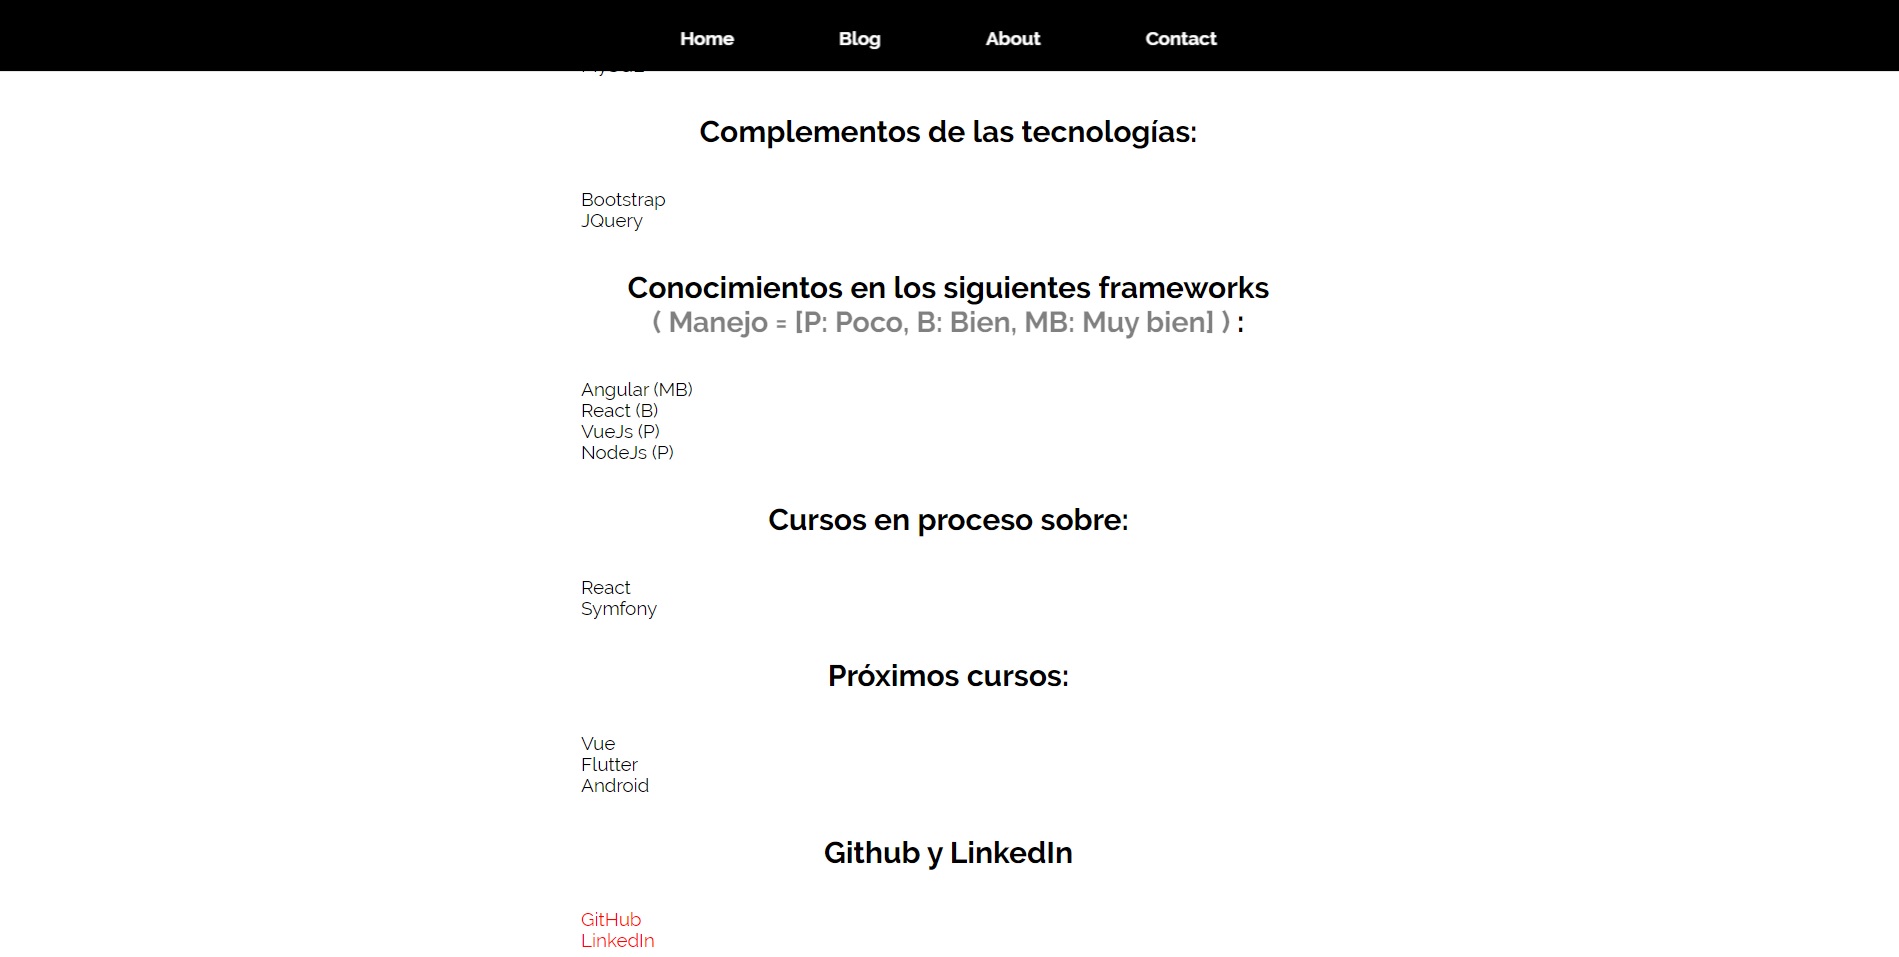 Home Blog About Contact
Complementos de las tecnologías:
Bootstrap
JQuery
Conocimientos en los siguientes frameworks
( Manejo = [P: Poco, B: Bien, MB: Muy bien] ) :
Angular (MB)
React (B)
VueJs (P)
NodeJs (P)
Cursos en proceso sobre:
React
Symfony
Próximos cursos:
Vue
Flutter
Android
Github y LinkedIn
GitHub
LinkedIn